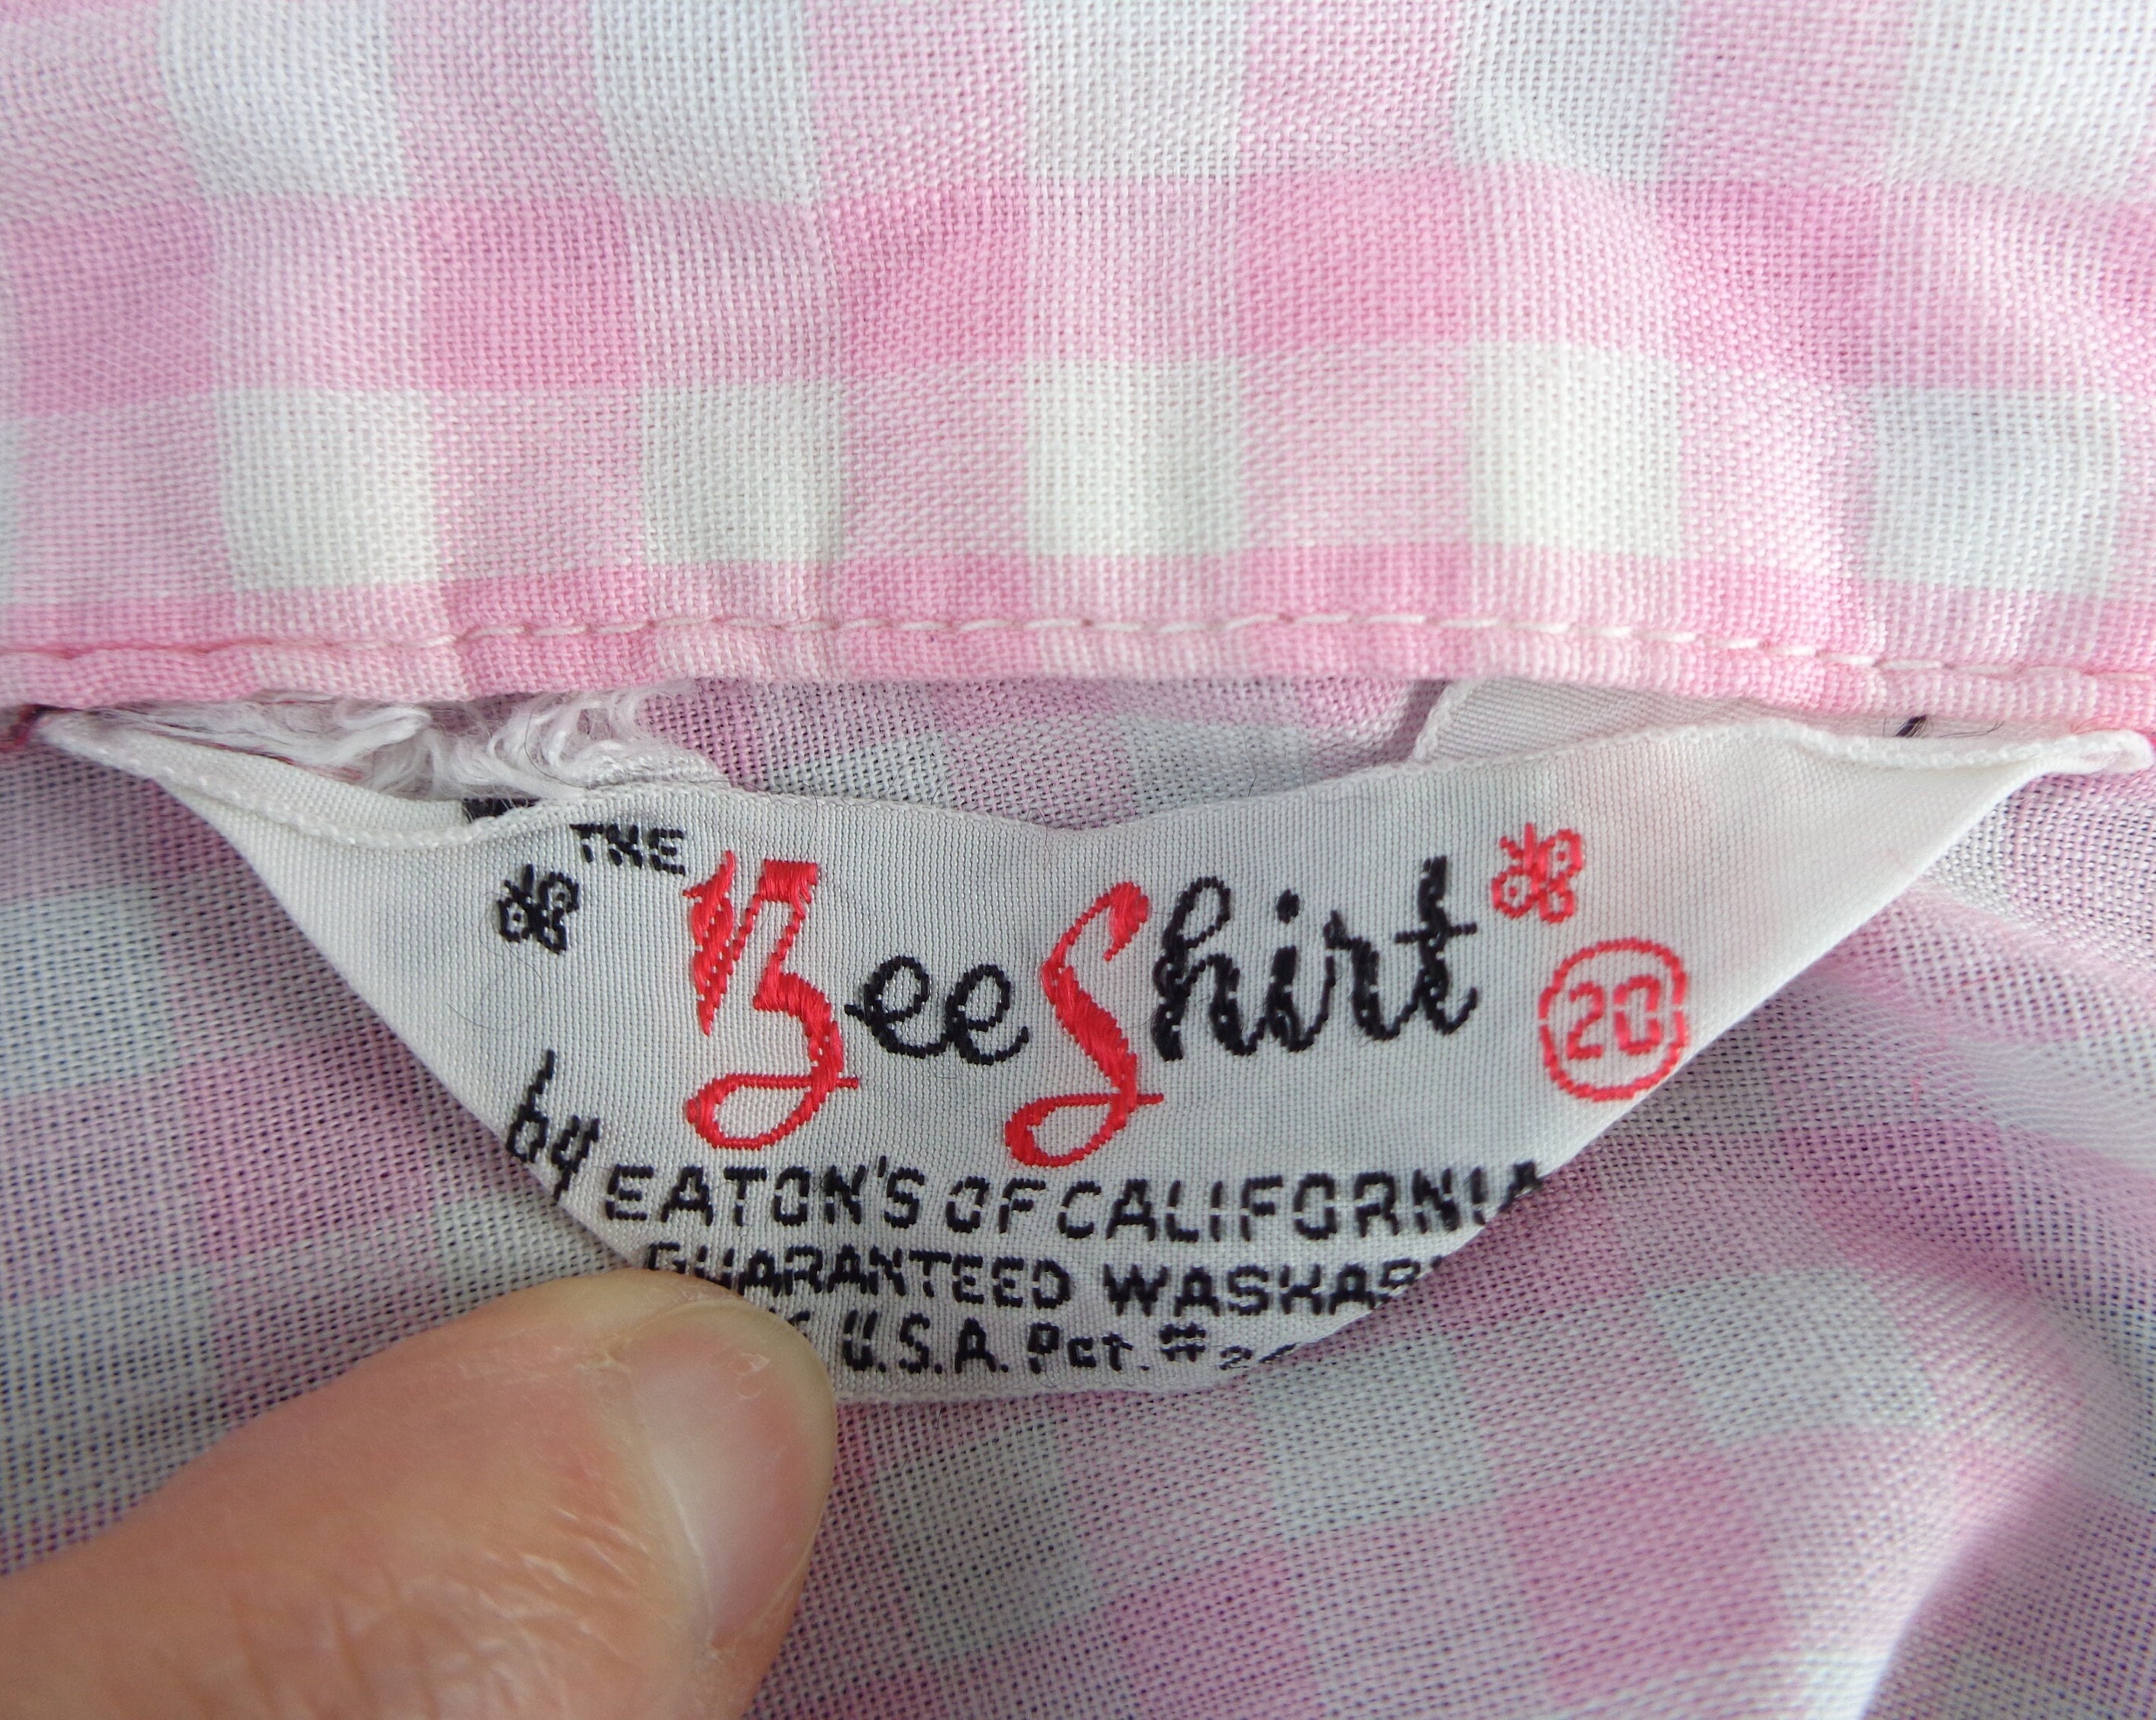 THE Bee Shirt
20
by EATON'S OF CALIFORNIA
GUARANTEED
U.S.A. Pat. #